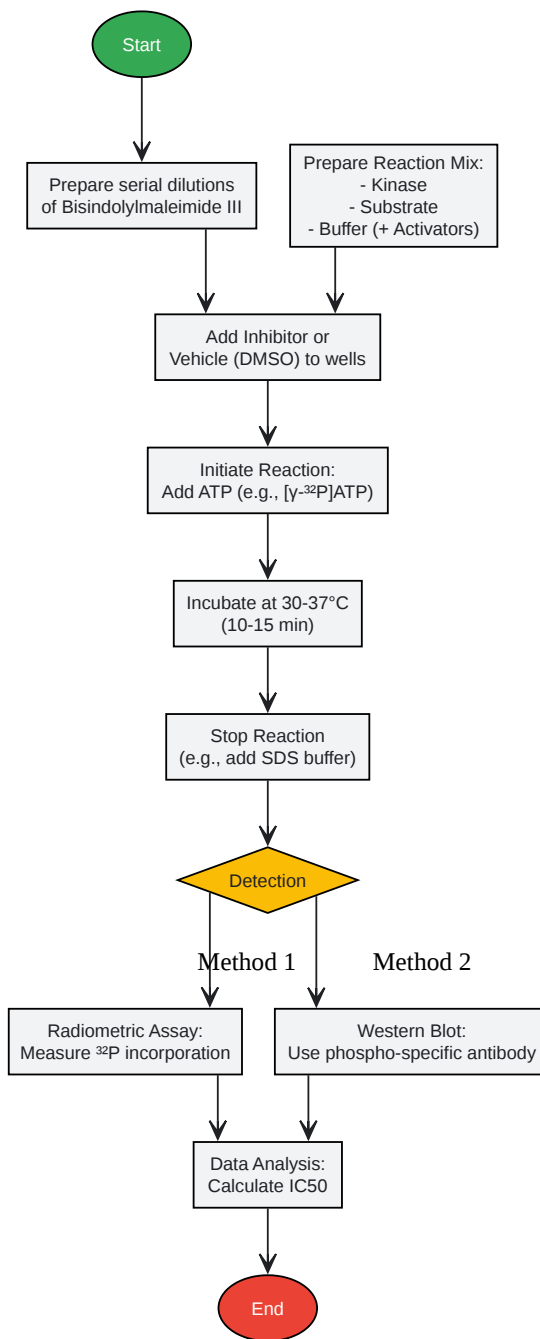 Start
Prepare serial dilutions
of Bisindolylmaleimide III
Prepare Reaction Mix:
- Kinase
- Substrate
- Buffer (+ Activators)
Add Inhibitor or
Vehicle (DMSO) to wells
Initiate Reaction:
Add ATP (e.g., [γ-³²P]ATP)
Incubate at 30-37°C
(10-15 min)
Stop Reaction
(e.g., add SDS buffer)
Detection
Method 1
Method 2
Radiometric Assay:
Measure ³²P incorporation
Western Blot:
Use phospho-specific antibody
Data Analysis:
Calculate IC50
End